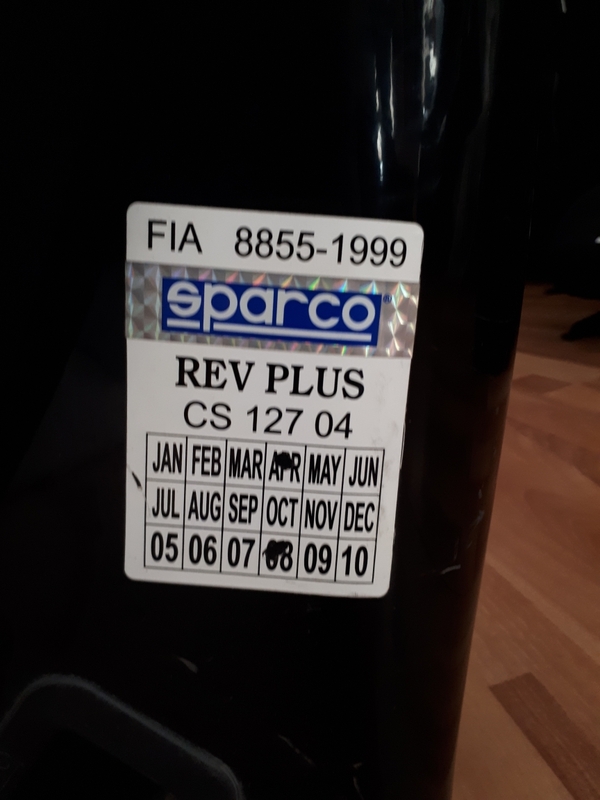 FIA 8855-1999
sparco®
REV PLUS
CS 127 04
JAN FEB MAR APR MAY JUN
JUL AUG SEP OCT NOV DEC
05 06 07 08 09 10